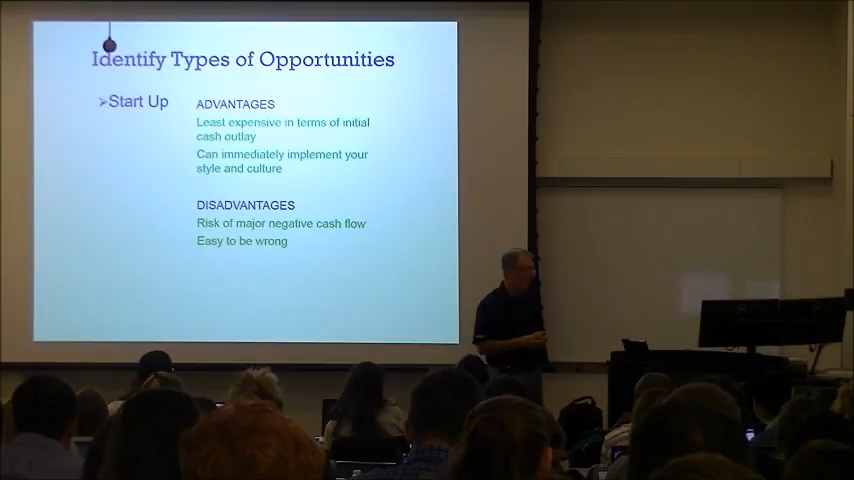 Identify Types of Opportunities
➢Start Up
ADVANTAGES
Least expensive in terms of initial
cash outlay
Can immediately implement your
style and culture
DISADVANTAGES
Risk of major negative cash flow
Easy to be wrong